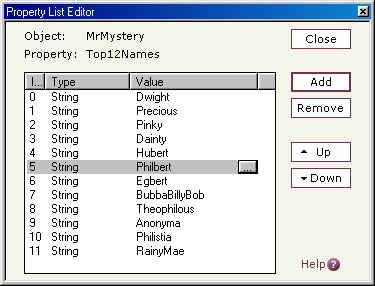 Property List Editor
Object: MrMystery
Property: Top12Names
Close
I... Type Value
0 String Dwight
1 String Precious
2 String Pinky
3 String Dainty
4 String Hubert
5 String Philbert ...
6 String Egbert
7 String BubbaBillyBob
8 String Theophilous
9 String Anonyma
10 String Philistia
11 String RainyMae
Add
Remove
Up
Down
Help ?